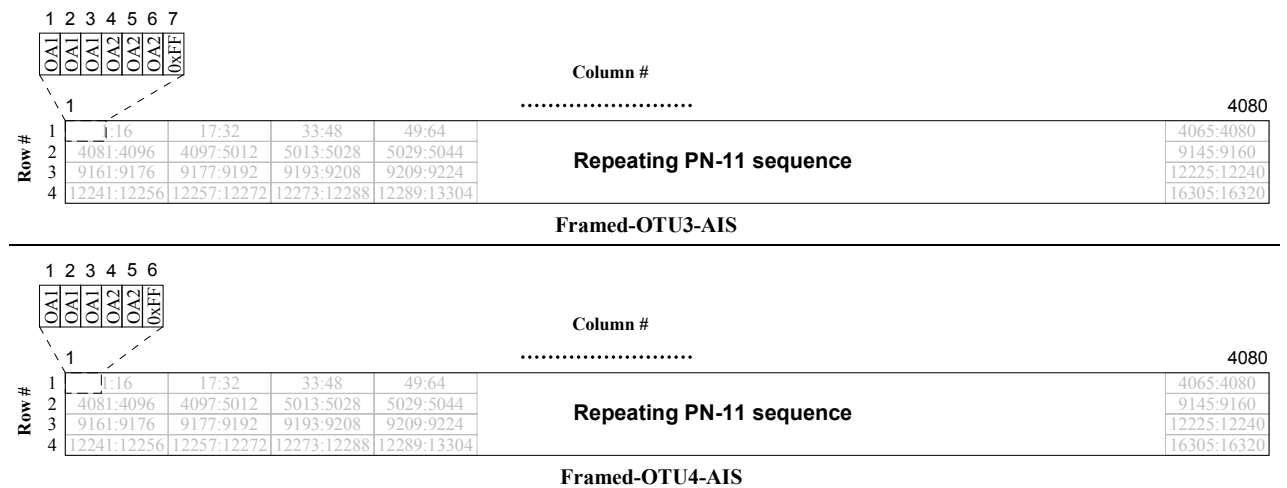 1 2 3 4 5 6 7
OA1 OA1 OA1 OA2 OA2 OA2 0xFF
Column #
1 ......................... 4080
Row #
1 1:16 17:32 33:48 49:64 4065:4080
2 4081:4096 4097:5012 5013:5028 5029:5044 9145:9160
Repeating PN-11 sequence
3 9161:9176 9177:9192 9193:9208 9209:9224 12225:12240
4 12241:12256 12257:12272 12273:12288 12289:13304 16305:16320
Framed-OTU3-AIS
1 2 3 4 5 6
OA1 OA1 OA1 OA2 OA2 0xFF
Column #
1 ......................... 4080
Row #
1 1:16 17:32 33:48 49:64 4065:4080
2 4081:4096 4097:5012 5013:5028 5029:5044 9145:9160
Repeating PN-11 sequence
3 9161:9176 9177:9192 9193:9208 9209:9224 12225:12240
4 12241:12256 12257:12272 12273:12288 12289:13304 16305:16320
Framed-OTU4-AIS